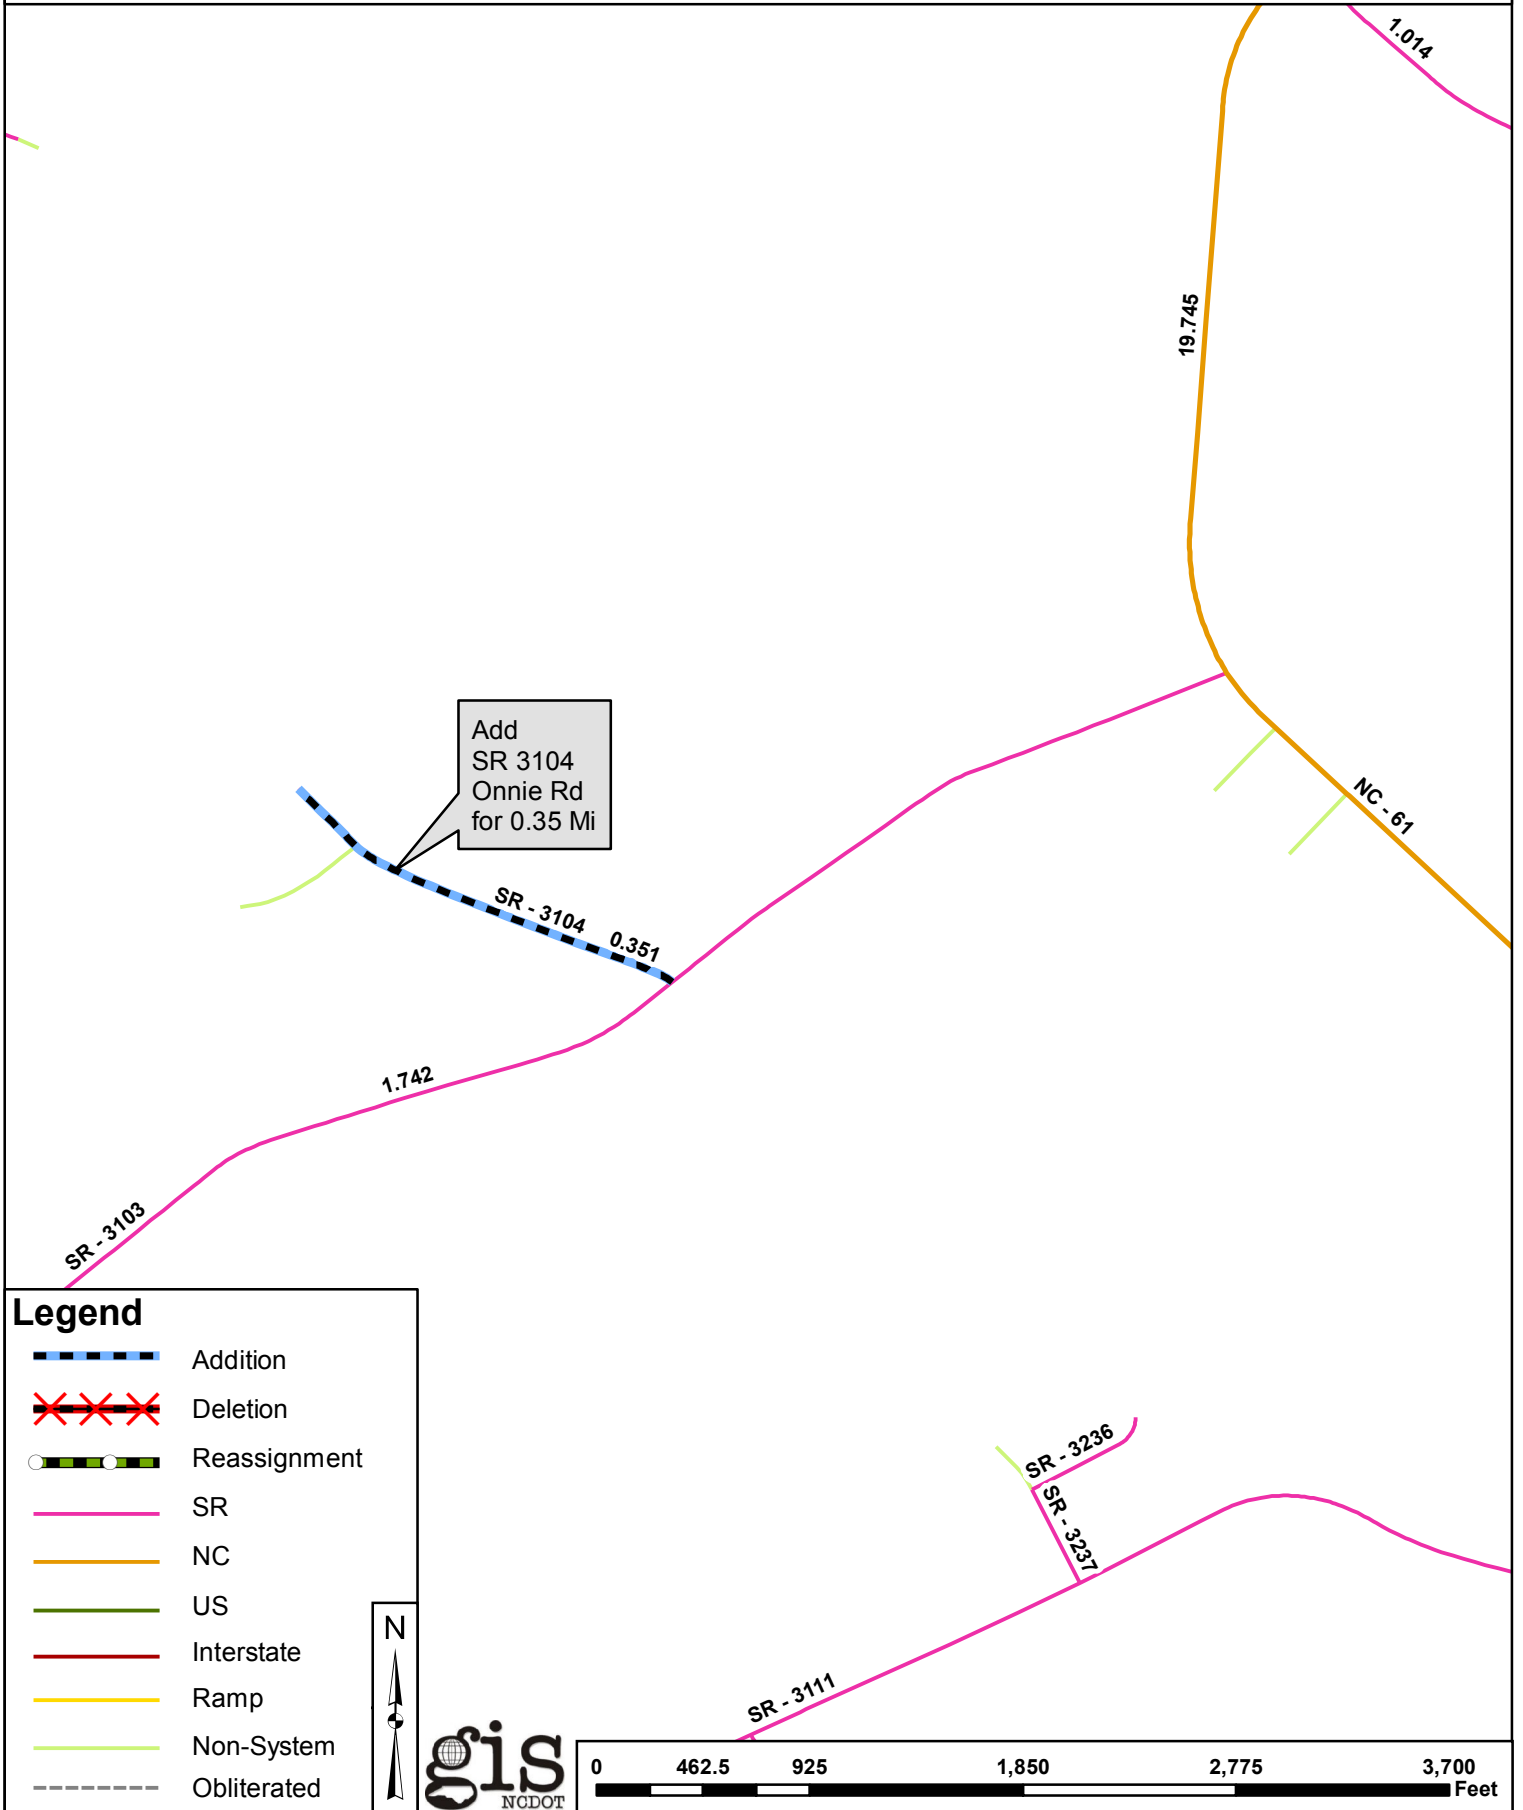 1.014
19.745
Add
SR 3104
Onnie Rd
for 0.35 Mi
NC - 61
SR - 3104
0.351
1.742
SR - 3103
Legend
Addition
Deletion
Reassignment
SR
NC
US
Interstate
Ramp
Non-System
Obliterated
N
SR - 3236
SR - 3237
SR - 3111
gis
NCDOT
0 462.5 925 1,850 2,775 3,700
Feet